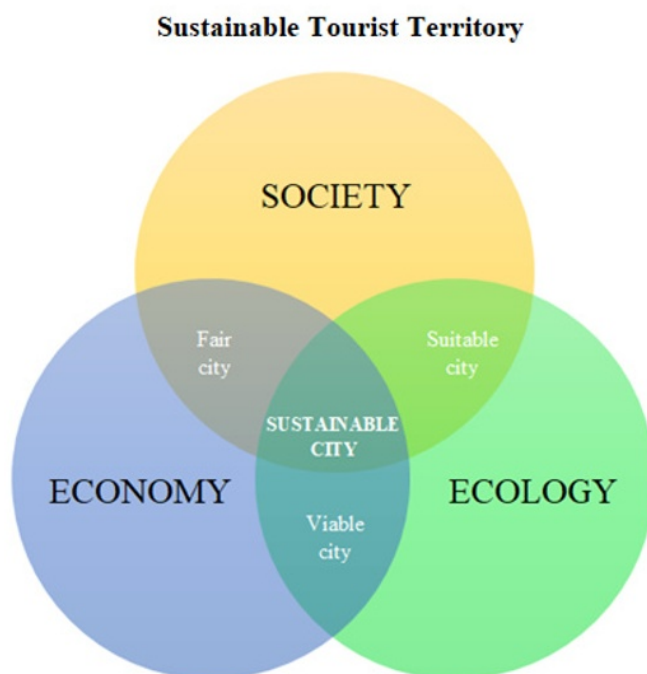 Sustainable Tourist Territory
SOCIETY
Fair
city
Suitable
city
SUSTAINABLE
CITY
ECONOMY
ECOLOGY
Viable
city